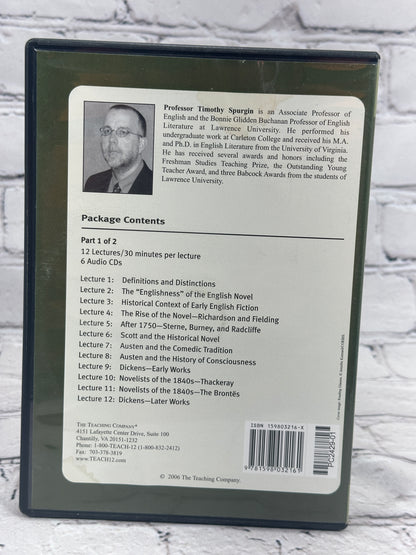 Professor Timothy Spurgin is an Associate Professor of
English and the Bonnie Glidden Buchanan Professor of English
Literature at Lawrence University. He performed his
undergraduate work at Carleton College and received his M.A.
and Ph.D. in English Literature from the University of Virginia.
He has received several awards and honors including the
Freshman Studies Teaching Prize, the Outstanding Young
Teacher Award, and three Babcock Awards from the students of
Lawrence University.
Package Contents
Part 1 of 2
12 Lectures/30 minutes per lecture
6 Audio CDs
Lecture 1: Definitions and Distinctions
Lecture 2: The "Englishness" of the English Novel
Lecture 3: Historical Context of Early English Fiction
Lecture 4: The Rise of the Novel—Richardson and Fielding
Lecture 5: After 1750—Sterne, Burney, and Radcliffe
Lecture 6: Scott and the Historical Novel
Lecture 7: Austen and the Comedic Tradition
Lecture 8: Austen and the History of Consciousness
Lecture 9: Dickens—Early Works
Lecture 10: Novelists of the 1840s—Thackeray
Lecture 11: Novelists of the 1840s—The Brontës
Lecture 12: Dickens—Later Works
THE TEACHING COMPANY®
4151 Lafayette Center Drive, Suite 100
Chantilly, VA 20151-1232
Phone: 1-800-TEACH-12 (1-800-832-2412)
Fax: 703-378-3819
www.TEACH12.com
ISBN 159803216-X
9 781598 032161
PC2429-01
© 2006 The Teaching Company.